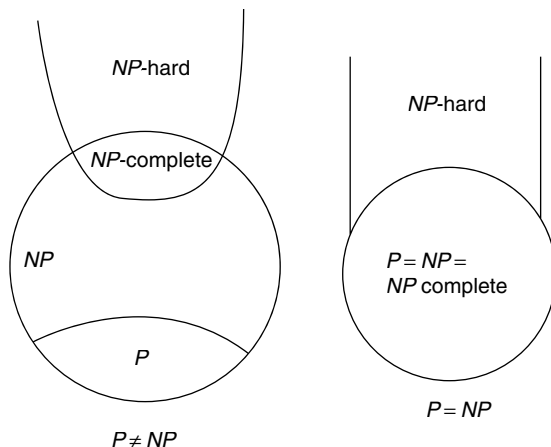 NP-hard
NP-complete
NP
P
P ≠ NP
NP-hard
P = NP =
NP complete
P = NP